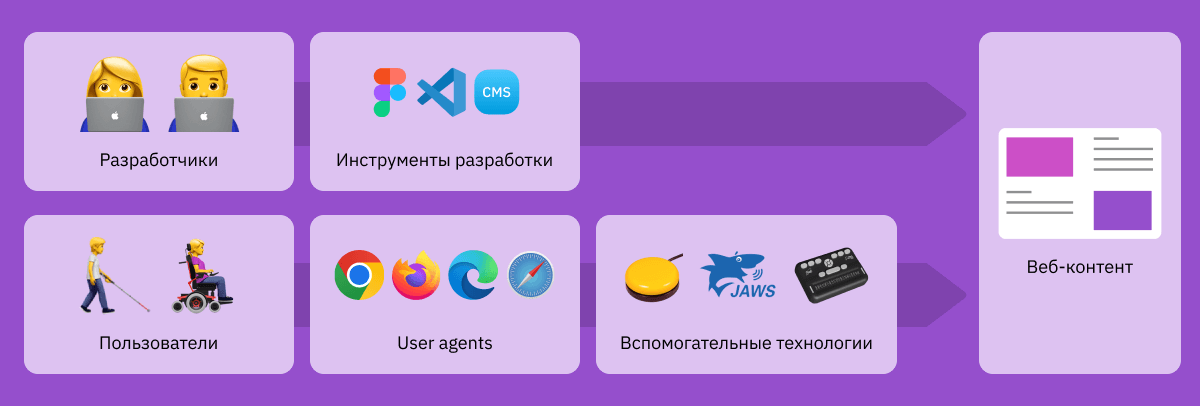 CMS
Разработчики
Инструменты разработки
JAWS
Пользователи
User agents
Вспомогательные технологии
Веб-контент